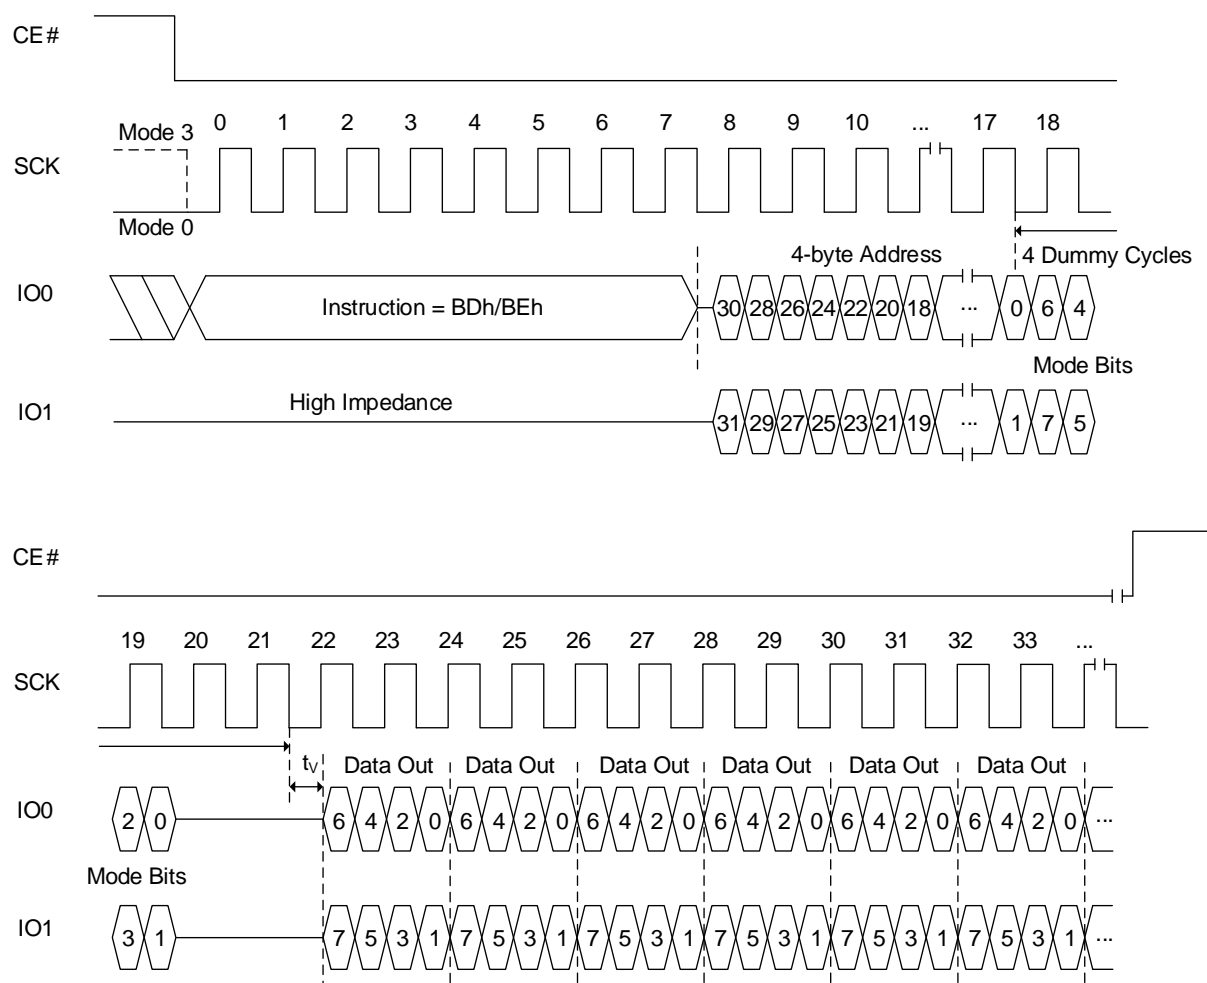 CE#
Mode 3
0 1 2 3 4 5 6 7 8 9 10 ... 17 18
SCK
Mode 0
4-byte Address
4 Dummy Cycles
IO0
Instruction = BDh/BEh
30 28 26 24 22 20 18 ... 0 6 4
Mode Bits
IO1
High Impedance
31 29 27 25 23 21 19 ... 1 7 5
CE#
19 20 21 22 23 24 25 26 27 28 29 30 31 32 33 ...
SCK
tV
Data Out Data Out Data Out Data Out Data Out Data Out
IO0
2 0 6 4 2 0 6 4 2 0 6 4 2 0 6 4 2 0 6 4 2 0 6 4 2 0 ...
Mode Bits
IO1
3 1 7 5 3 1 7 5 3 1 7 5 3 1 7 5 3 1 7 5 3 1 7 5 3 1 ...